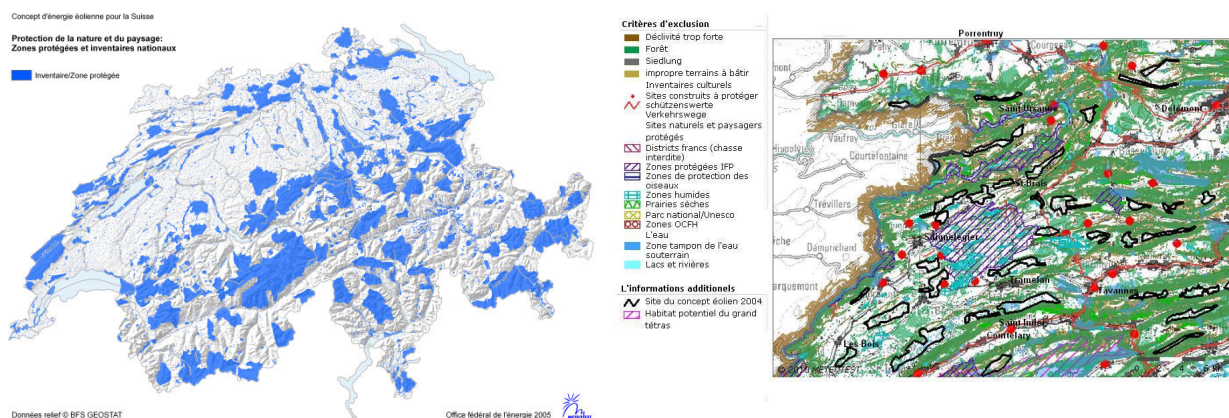 Concept d'énergie éolienne pour la Suisse
Protection de la nature et du paysage:
Zones protégées et inventaires nationaux
Inventaire/Zone protégée
Données relief © BFS GEOSTAT
Office fédéral de l'énergie 2005
Critères d'exclusion
Déclivité trop forte
Forêt
Siedlung
impropre terrains à bâtir
Inventaires culturels
Sites construits à protéger
schützenswerte
Verkehrswege
Sites naturels et paysagers
protégés
Districts francs (chasse
interdite)
Zones protégées IFP
Zones de protection des
oiseaux
Zones humides
Prairies sèches
Parc national/Unesco
Zones OCFH
L'eau
Zone tampon de l'eau
souterrain
Lacs et rivières
L'informations additionels
Site du concept éolien 2004
Habitat potentiel du grand
tétras
Porrentruy
Saint-Ursanne
Delémont
Vaufrey
Courtefontaine
St-Brais
Trévillers
Saignelégier
Damprichard
Tramelan
Tavannes
Saint-Imier
Cortébert
Les Bois